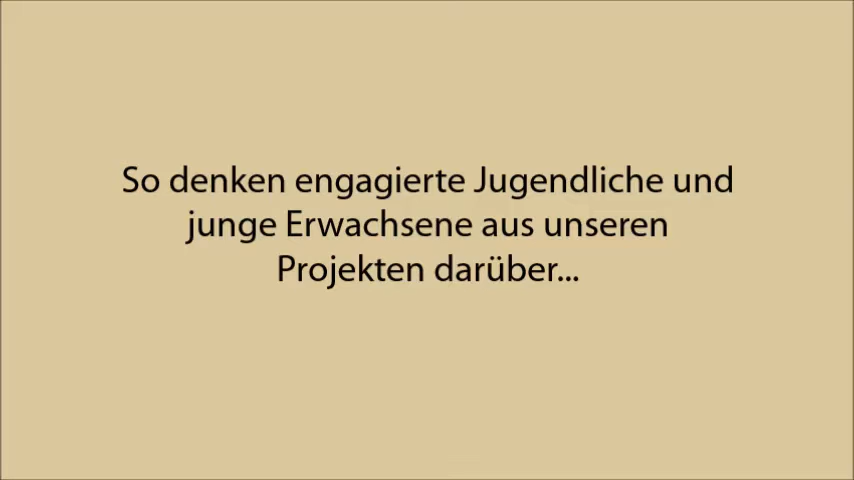 So denken engagierte Jugendliche und
junge Erwachsene aus unseren
Projekten darüber...